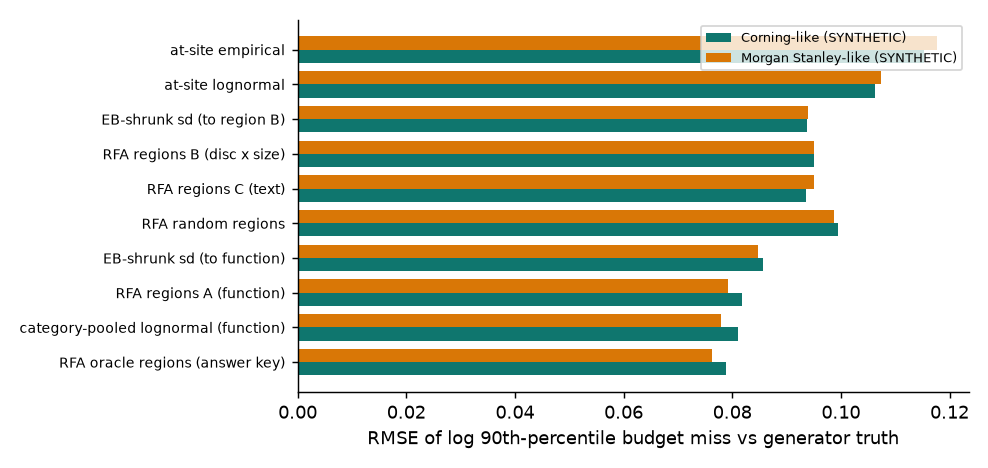 Corning-like (SYNTHETIC)
Morgan Stanley-like (SYNTHETIC)
at-site empirical
at-site lognormal
EB-shrunk sd (to region B)
RFA regions B (disc x size)
RFA regions C (text)
RFA random regions
EB-shrunk sd (to function)
RFA regions A (function)
category-pooled lognormal (function)
RFA oracle regions (answer key)
0.00 0.02 0.04 0.06 0.08 0.10 0.12
RMSE of log 90th-percentile budget miss vs generator truth